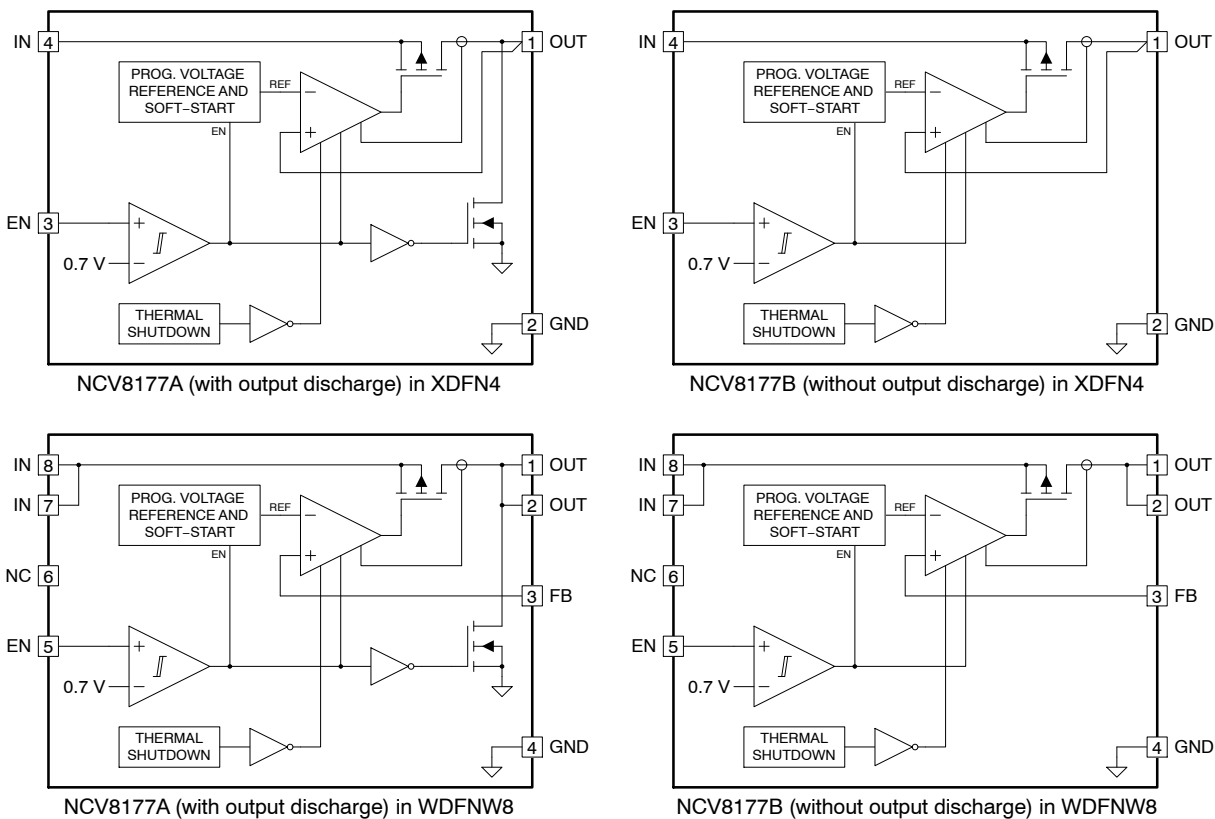 IN 4
1 OUT
PROG. VOLTAGE
REFERENCE AND
SOFT−START
REF
−
+
EN
EN 3
+
0.7 V
−
THERMAL
SHUTDOWN
2 GND
NCV8177A (with output discharge) in XDFN4
IN 4
1 OUT
PROG. VOLTAGE
REFERENCE AND
SOFT−START
REF
−
+
EN
EN 3
+
0.7 V
−
THERMAL
SHUTDOWN
2 GND
NCV8177B (without output discharge) in XDFN4
IN 8
1 OUT
IN 7
2 OUT
PROG. VOLTAGE
REFERENCE AND
SOFT−START
REF
−
+
EN
NC 6
3 FB
EN 5
+
0.7 V
−
THERMAL
SHUTDOWN
4 GND
NCV8177A (with output discharge) in WDFNW8
IN 8
1 OUT
IN 7
2 OUT
PROG. VOLTAGE
REFERENCE AND
SOFT−START
REF
−
+
EN
NC 6
3 FB
EN 5
+
0.7 V
−
THERMAL
SHUTDOWN
4 GND
NCV8177B (without output discharge) in WDFNW8